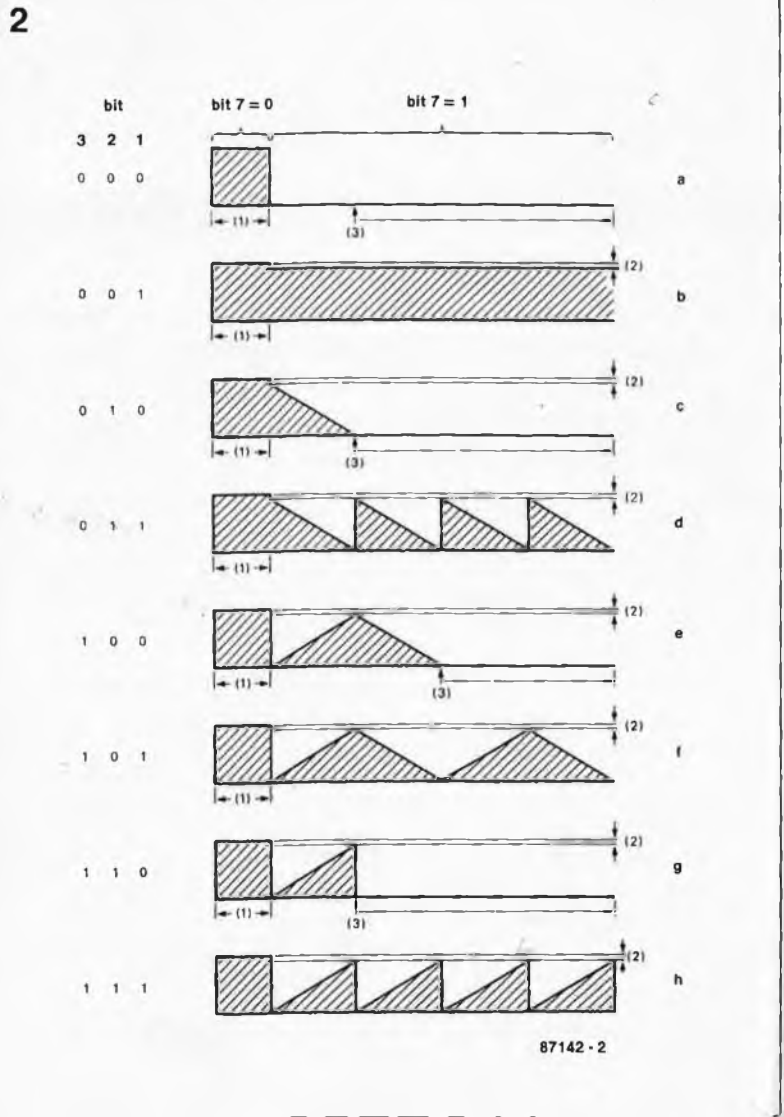 2
bit bit 7 = 0 bit 7 = 1
3 2 1
0 0 0 a
(1) (3)
(2)
0 0 1 b
(1)
(2)
0 1 0 c
(1) (3)
(2)
0 1 1 d
(1)
(2)
1 0 0 e
(1) (3)
(2)
1 0 1 f
(1)
(2)
1 1 0 g
(1) (3)
(2)
1 1 1 h
87142 - 2